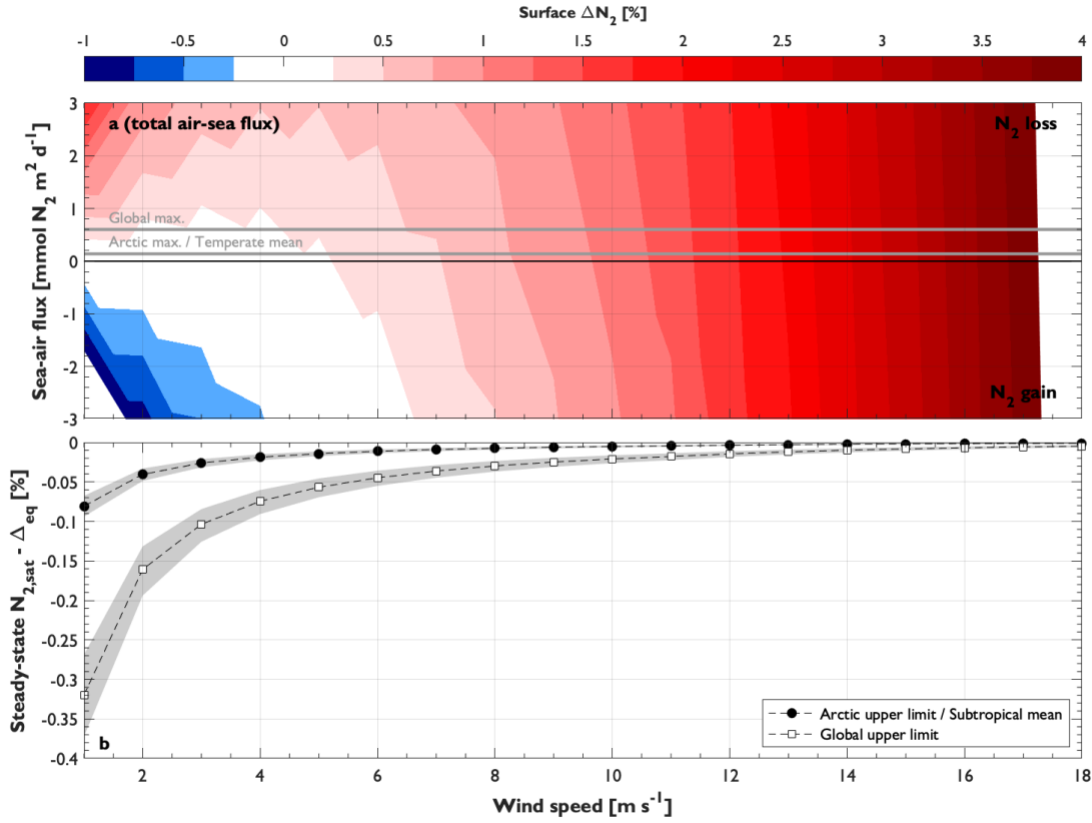 Surface ΔN₂ [%]
-1 -0.5 0 0.5 1 1.5 2 2.5 3 3.5 4
a (total air-sea flux)
N₂ loss
Global max.
Arctic max. / Temperate mean
N₂ gain
3
2
1
0
-1
-2
-3
Sea-air flux [mmol N₂ m² d⁻¹]
0
-0.05
-0.1
-0.15
-0.2
-0.25
-0.3
-0.35
-0.4
Steady-state N₂,sat - Δeq [%]
Arctic upper limit / Subtropical mean
Global upper limit
b
2 4 6 8 10 12 14 16 18
Wind speed [m s⁻¹]